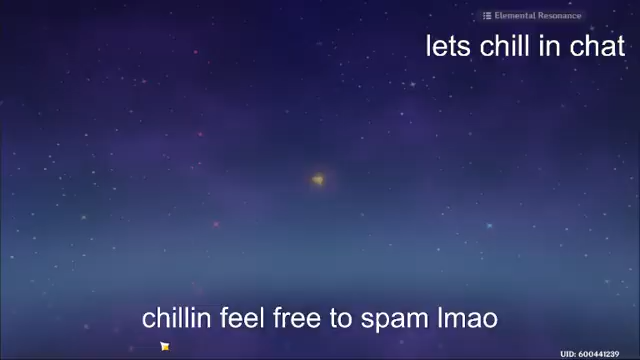 Elemental Resonance
lets chill in chat
chillin feel free to spam lmao
UID: 600441239